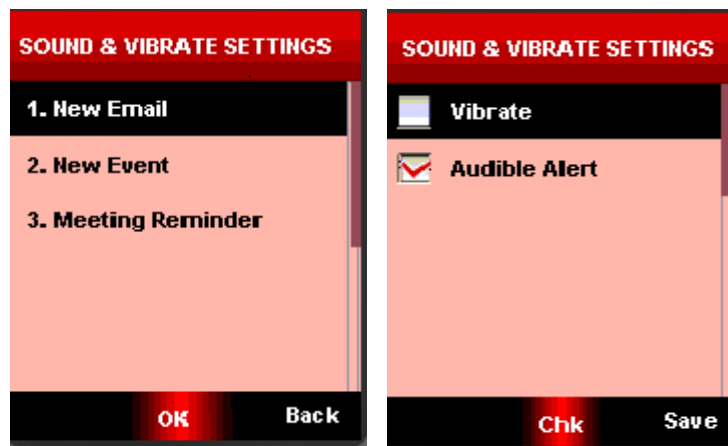 SOUND & VIBRATE SETTINGS
1. New Email
2. New Event
3. Meeting Reminder
OK Back
SOUND & VIBRATE SETTINGS
Vibrate
Audible Alert
Chk Save